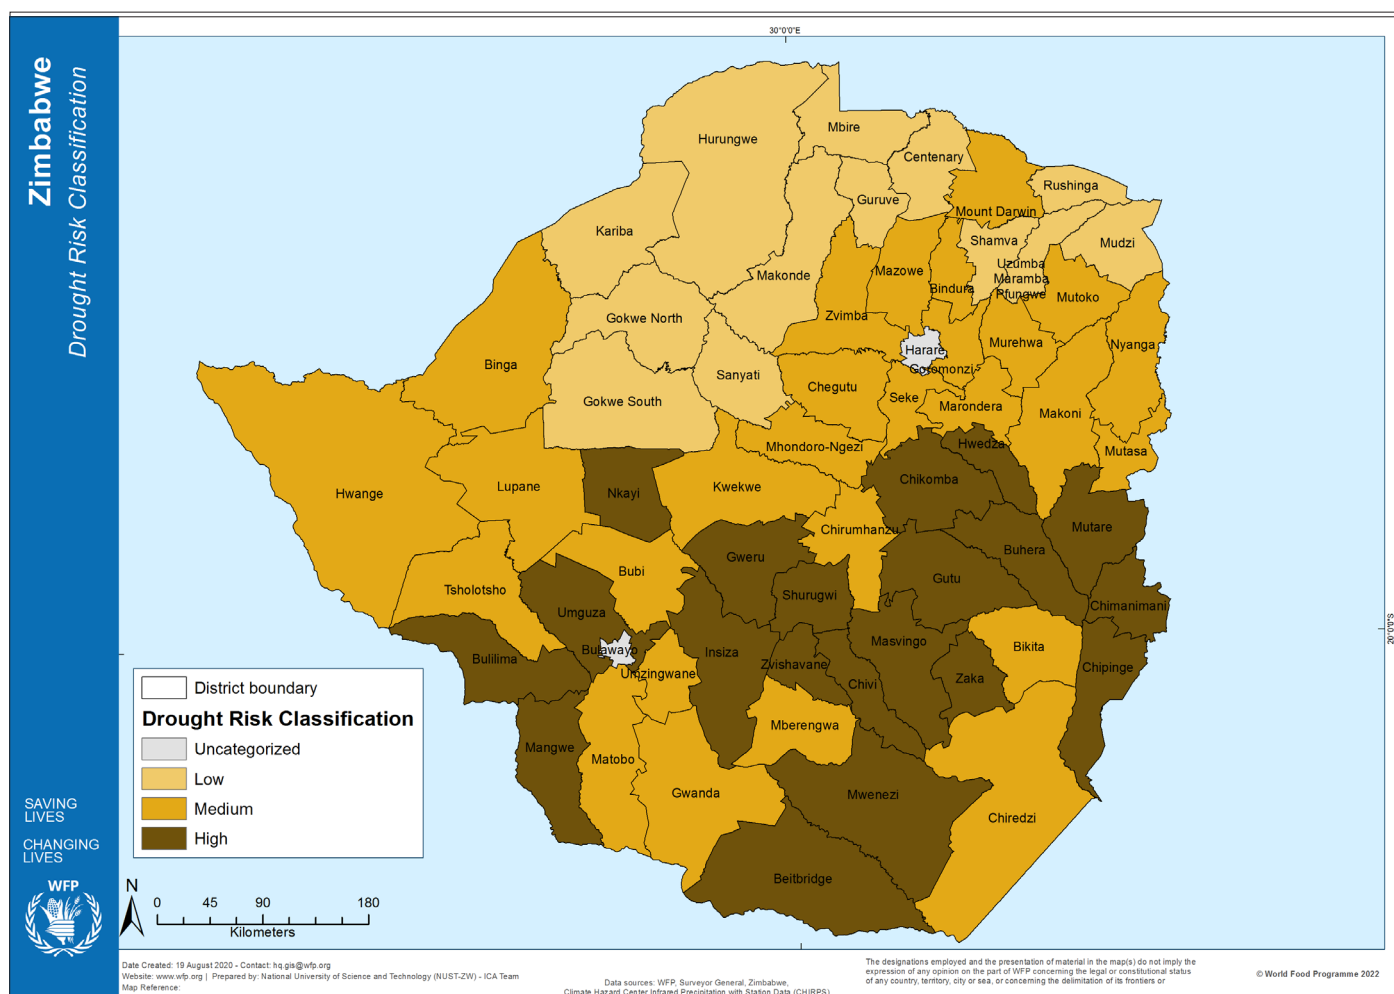 Zimbabwe
Drought Risk Classification
30°0'0"E
20°0'0"S
Hurungwe
Mbire
Centenary
Rushinga
Guruve
Mount Darwin
Kariba
Shamva
Mudzi
Uzumba
Maramba
Pfungwe
Makonde
Mazowe
Bindura
Mutoko
Gokwe North
Zvimba
Harare
Murehwa
Nyanga
Binga
Sanyati
Goromonzi
Chegutu
Seke
Marondera
Makoni
Gokwe South
Mhondoro-Ngezi
Hwedza
Mutasa
Hwange
Lupane
Nkayi
Kwekwe
Chikomba
Chirumhanzu
Mutare
Buhera
Gweru
Bubi
Gutu
Tsholotsho
Shurugwi
Chimanimani
Umguza
Masvingo
Bikita
Bulawayo
Insiza
Bulilima
Zvishavane
Chipinge
Umzingwane
Chivi
Zaka
Mberengwa
Mangwe
Matobo
Gwanda
Mwenezi
Chiredzi
Beitbridge
District boundary
Drought Risk Classification
Uncategorized
Low
Medium
High
SAVING
LIVES
CHANGING
LIVES
WFP
N
0 45 90 180
Kilometers
Date Created: 19 August 2020 - Contact: hq.gis@wfp.org
Website: www.wfp.org | Prepared by: National University of Science and Technology (NUST-ZW) - ICA Team
Map Reference:
Data sources: WFP, Surveyor General, Zimbabwe,
Climate Hazard Center Infrared Precipitation with Station Data (CHIRPS)
The designations employed and the presentation of material in the map(s) do not imply the
expression of any opinion on the part of WFP concerning the legal or constitutional status
of any country, territory, city or sea, or concerning the delimitation of its frontiers or
© World Food Programme 2022